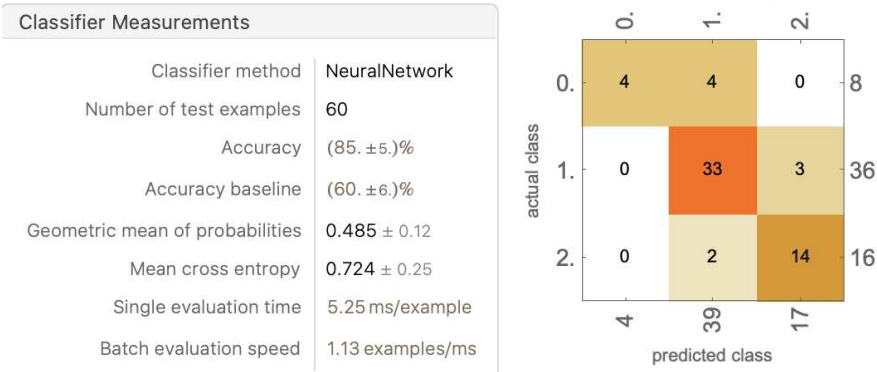 Classifier Measurements
Classifier method NeuralNetwork
Number of test examples 60
Accuracy (85. ±5.)%
Accuracy baseline (60. ±6.)%
Geometric mean of probabilities 0.485 ± 0.12
Mean cross entropy 0.724 ± 0.25
Single evaluation time 5.25 ms/example
Batch evaluation speed 1.13 examples/ms
0. 1. 2.
0. 4 4 0 8
actual class
1. 0 33 3 36
2. 0 2 14 16
4 39 17
predicted class